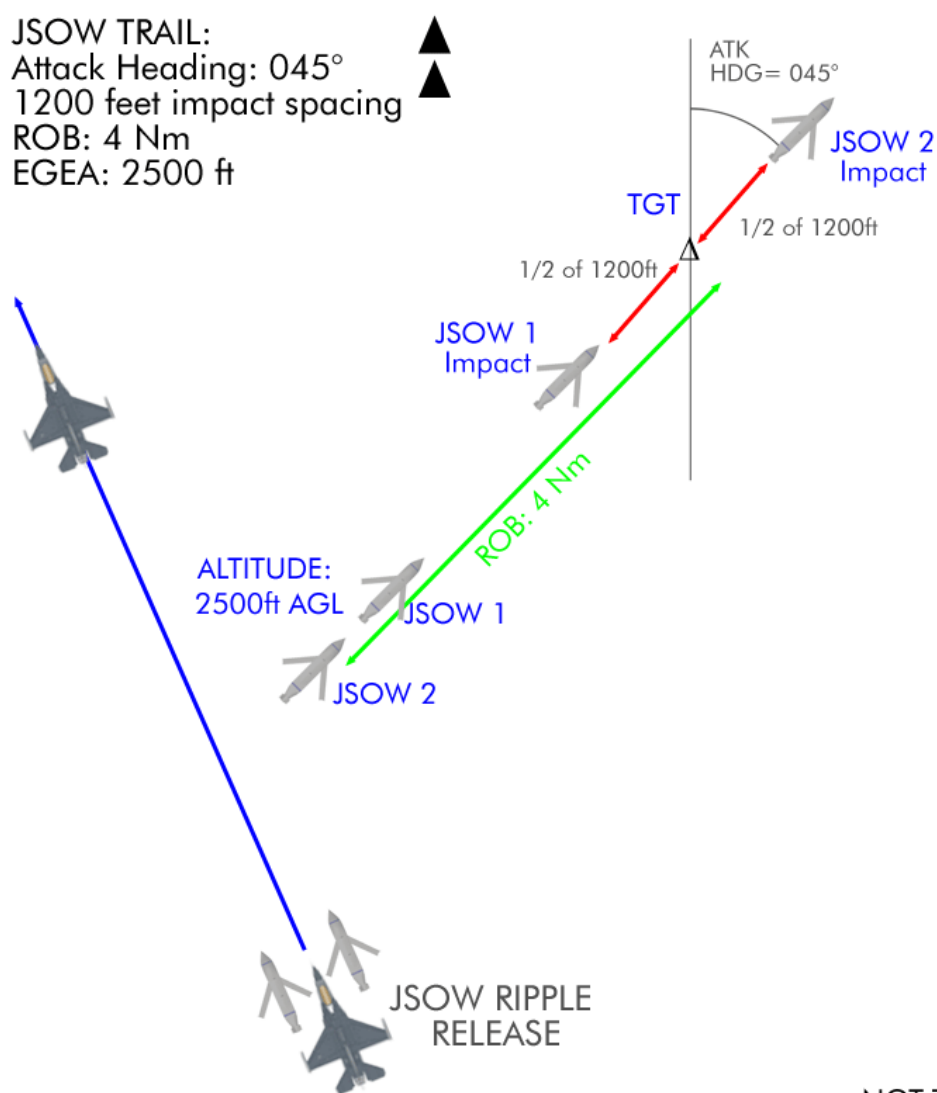 JSOW TRAIL:
Attack Heading: 045°
1200 feet impact spacing
ROB: 4 Nm
EGEA: 2500 ft
ATK
HDG= 045°
JSOW 2
Impact
TGT
1/2 of 1200ft
1/2 of 1200ft
JSOW 1
Impact
ROB: 4 Nm
ALTITUDE:
2500ft AGL
JSOW 1
JSOW 2
JSOW RIPPLE
RELEASE